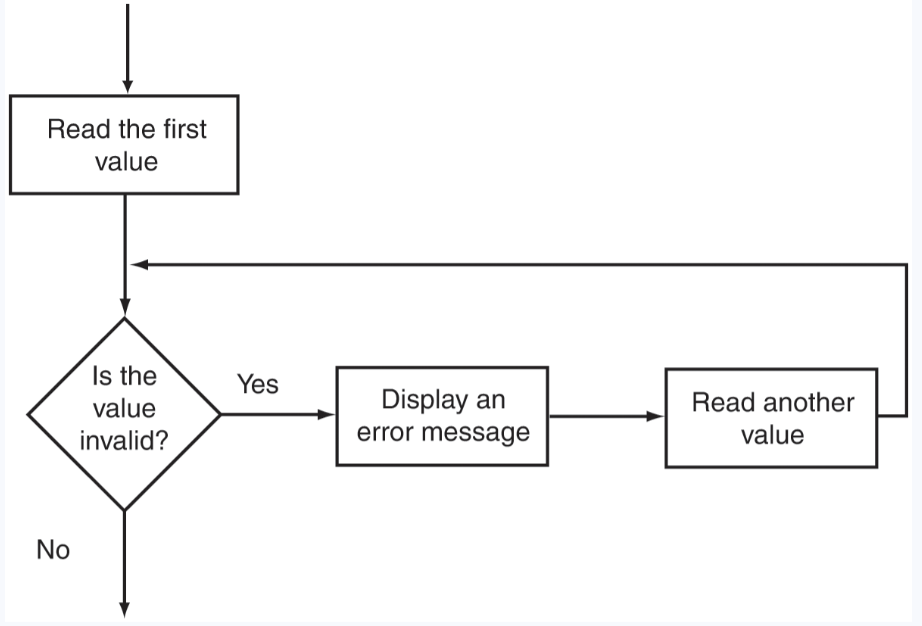 Read the first
value
Is the
value
invalid?
Yes
Display an
error message
Read another
value
No